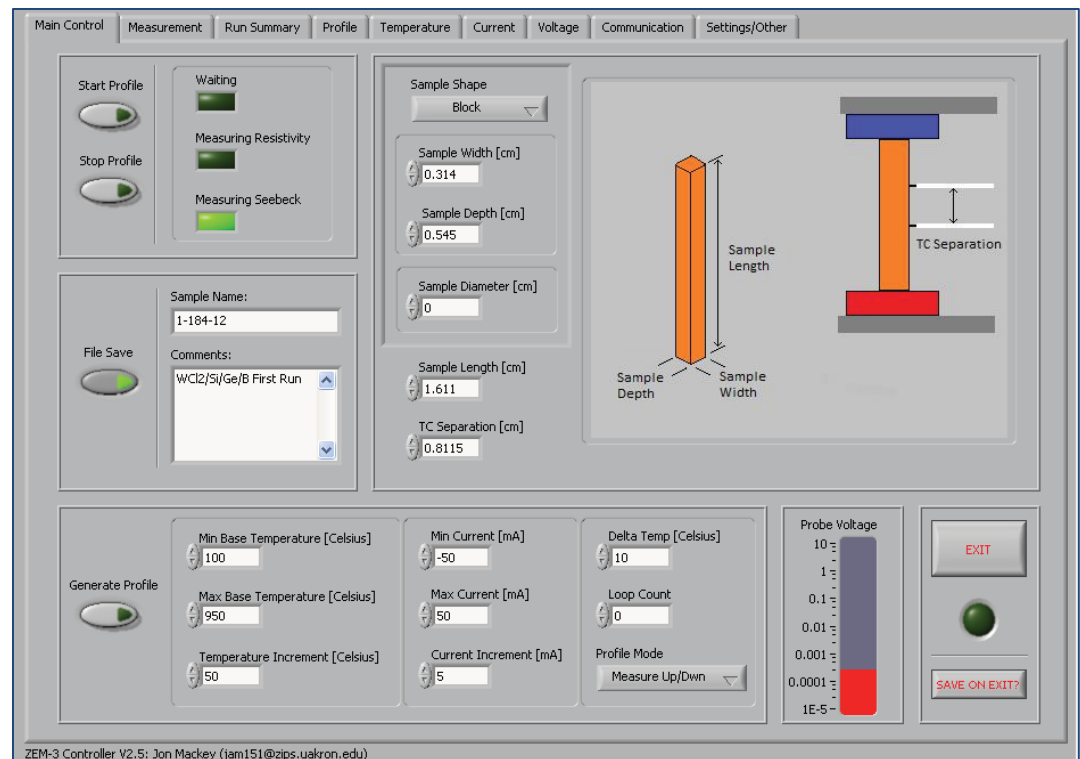 Main Control Measurement Run Summary Profile Temperature Current Voltage Communication Settings/Other
Start Profile
Stop Profile
Waiting
Measuring Resistivity
Measuring Seebeck
File Save
Sample Name:
1-184-12
Comments:
WCl2/Si/Ge/B First Run
Sample Shape
Block
Sample Width [cm]
0.314
Sample Depth [cm]
0.545
Sample Diameter [cm]
0
Sample Length [cm]
1.611
TC Separation [cm]
0.8115
Sample
Length
Sample
Depth
Sample
Width
TC Separation
Generate Profile
Min Base Temperature [Celsius]
100
Max Base Temperature [Celsius]
950
Temperature Increment [Celsius]
50
Min Current [mA]
-50
Max Current [mA]
50
Current Increment [mA]
5
Delta Temp [Celsius]
10
Loop Count
0
Profile Mode
Measure Up/Dwn
Probe Voltage
10
1
0.1
0.01
0.001
0.0001
1E-5
EXIT
SAVE ON EXIT?
ZEM-3 Controller V2.5: Jon Mackey (jam151@zips.uakron.edu)